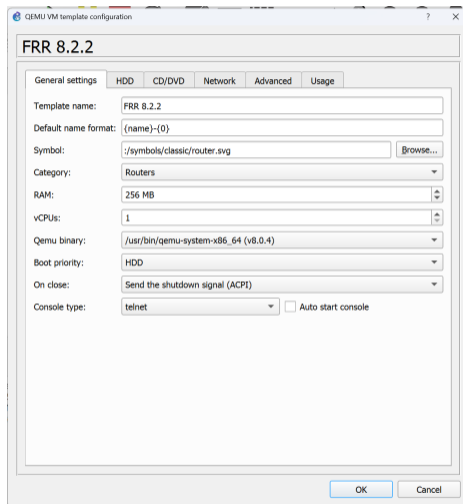 QEMU VM template configuration ? ×
FRR 8.2.2
General settings HDD CD/DVD Network Advanced Usage
Template name: FRR 8.2.2
Default name format: {name}-{0}
Symbol: :/symbols/classic/router.svg Browse...
Category: Routers
RAM: 256 MB
vCPUs: 1
Qemu binary: /usr/bin/qemu-system-x86_64 (v8.0.4)
Boot priority: HDD
On close: Send the shutdown signal (ACPI)
Console type: telnet Auto start console
OK Cancel